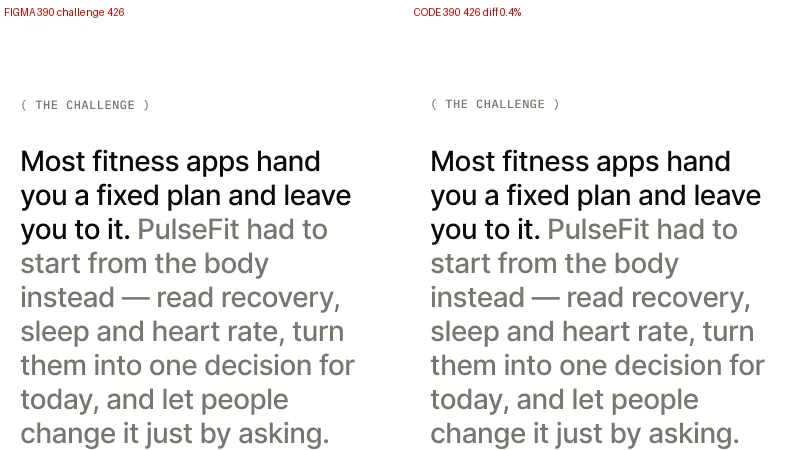 FIGMA 390 challenge 426
( THE CHALLENGE )
Most fitness apps hand
you a fixed plan and leave
you to it. PulseFit had to
start from the body
instead — read recovery,
sleep and heart rate, turn
them into one decision for
today, and let people
change it just by asking.
CODE 390 426 diff 0.4%
( THE CHALLENGE )
Most fitness apps hand
you a fixed plan and leave
you to it. PulseFit had to
start from the body
instead — read recovery,
sleep and heart rate, turn
them into one decision for
today, and let people
change it just by asking.